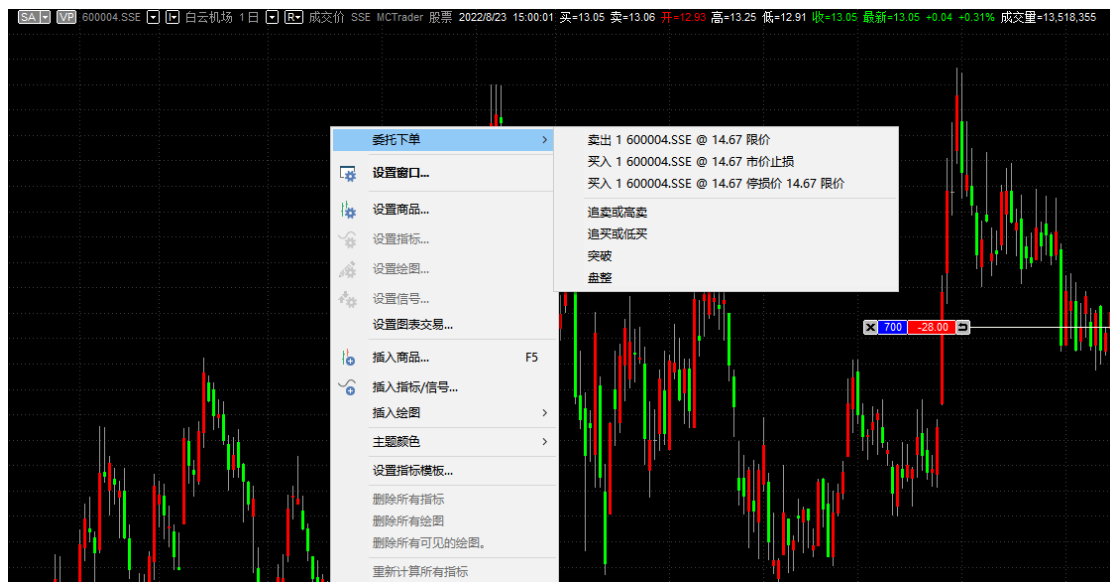 SA VP 600004.SSE I 白云机场 1日 R 成交价 SSE MCTrader 股票 2022/8/23 15:00:01 买=13.05 卖=13.06 开=12.93 高=13.25 低=12.91 收=13.05 最新=13.05 +0.04 +0.31% 成交量=13,518,355
委托下单
卖出 1 600004.SSE @ 14.67 限价
买入 1 600004.SSE @ 14.67 市价止损
买入 1 600004.SSE @ 14.67 停损价 14.67 限价
追卖或高卖
追买或低买
突破
盘整
设置窗口...
设置商品...
设置指标...
设置绘图...
设置信号...
设置图表交易...
插入商品... F5
插入指标/信号...
插入绘图
主题颜色
设置指标模板...
删除所有指标
删除所有绘图
删除所有可见的绘图。
重新计算所有指标
700 -28.00